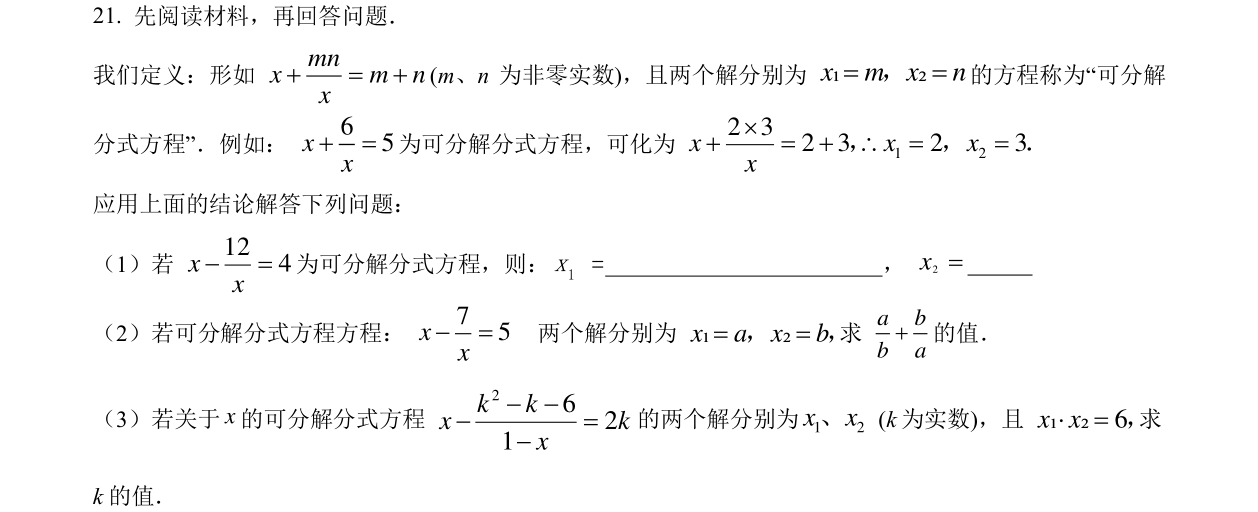 21. 先阅读材料，再回答问题．
我们定义：形如 x + mn/x = m + n (m、n 为非零实数)，且两个解分别为 x₁ = m，x₂ = n 的方程称为“可分解
分式方程”．例如： x + 6/x = 5 为可分解分式方程，可化为 x + (2×3)/x = 2 + 3，∴ x₁ = 2，x₂ = 3.
应用上面的结论解答下列问题：
（1）若 x − 12/x = 4 为可分解分式方程，则：x₁ =__________________， x₂ =______
（2）若可分解分式方程方程： x − 7/x = 5 两个解分别为 x₁ = a，x₂ = b，求 a/b + b/a 的值．
（3）若关于 x 的可分解分式方程 x − (k² − k − 6)/(1 − x) = 2k 的两个解分别为 x₁、x₂ (k 为实数)，且 x₁· x₂ = 6，求
k 的值．